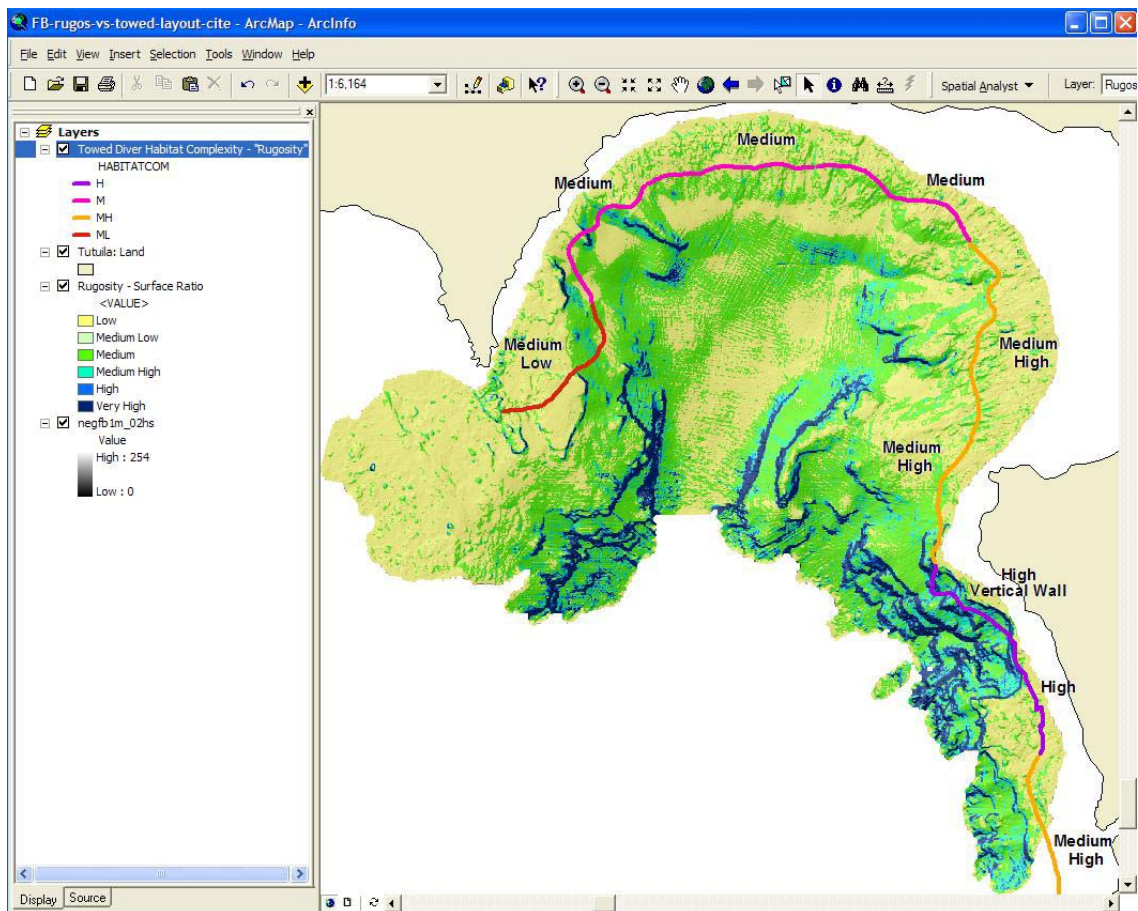 FB-rugos-vs-towed-layout-cite - ArcMap - ArcInfo
File Edit View Insert Selection Tools Window Help
1:6,164
Spatial Analyst
Layer: Rugos
Layers
Towed Diver Habitat Complexity - "Rugosity"
HABITATCOM
H
M
MH
ML
Tutuila: Land
Rugosity - Surface Ratio
<VALUE>
Low
Medium Low
Medium
Medium High
High
Very High
negfb1m_02hs
Value
High : 254
Low : 0
Display Source
Medium
Medium
Medium
Medium
Low
Medium
High
Medium
High
High
Vertical Wall
High
Medium
High